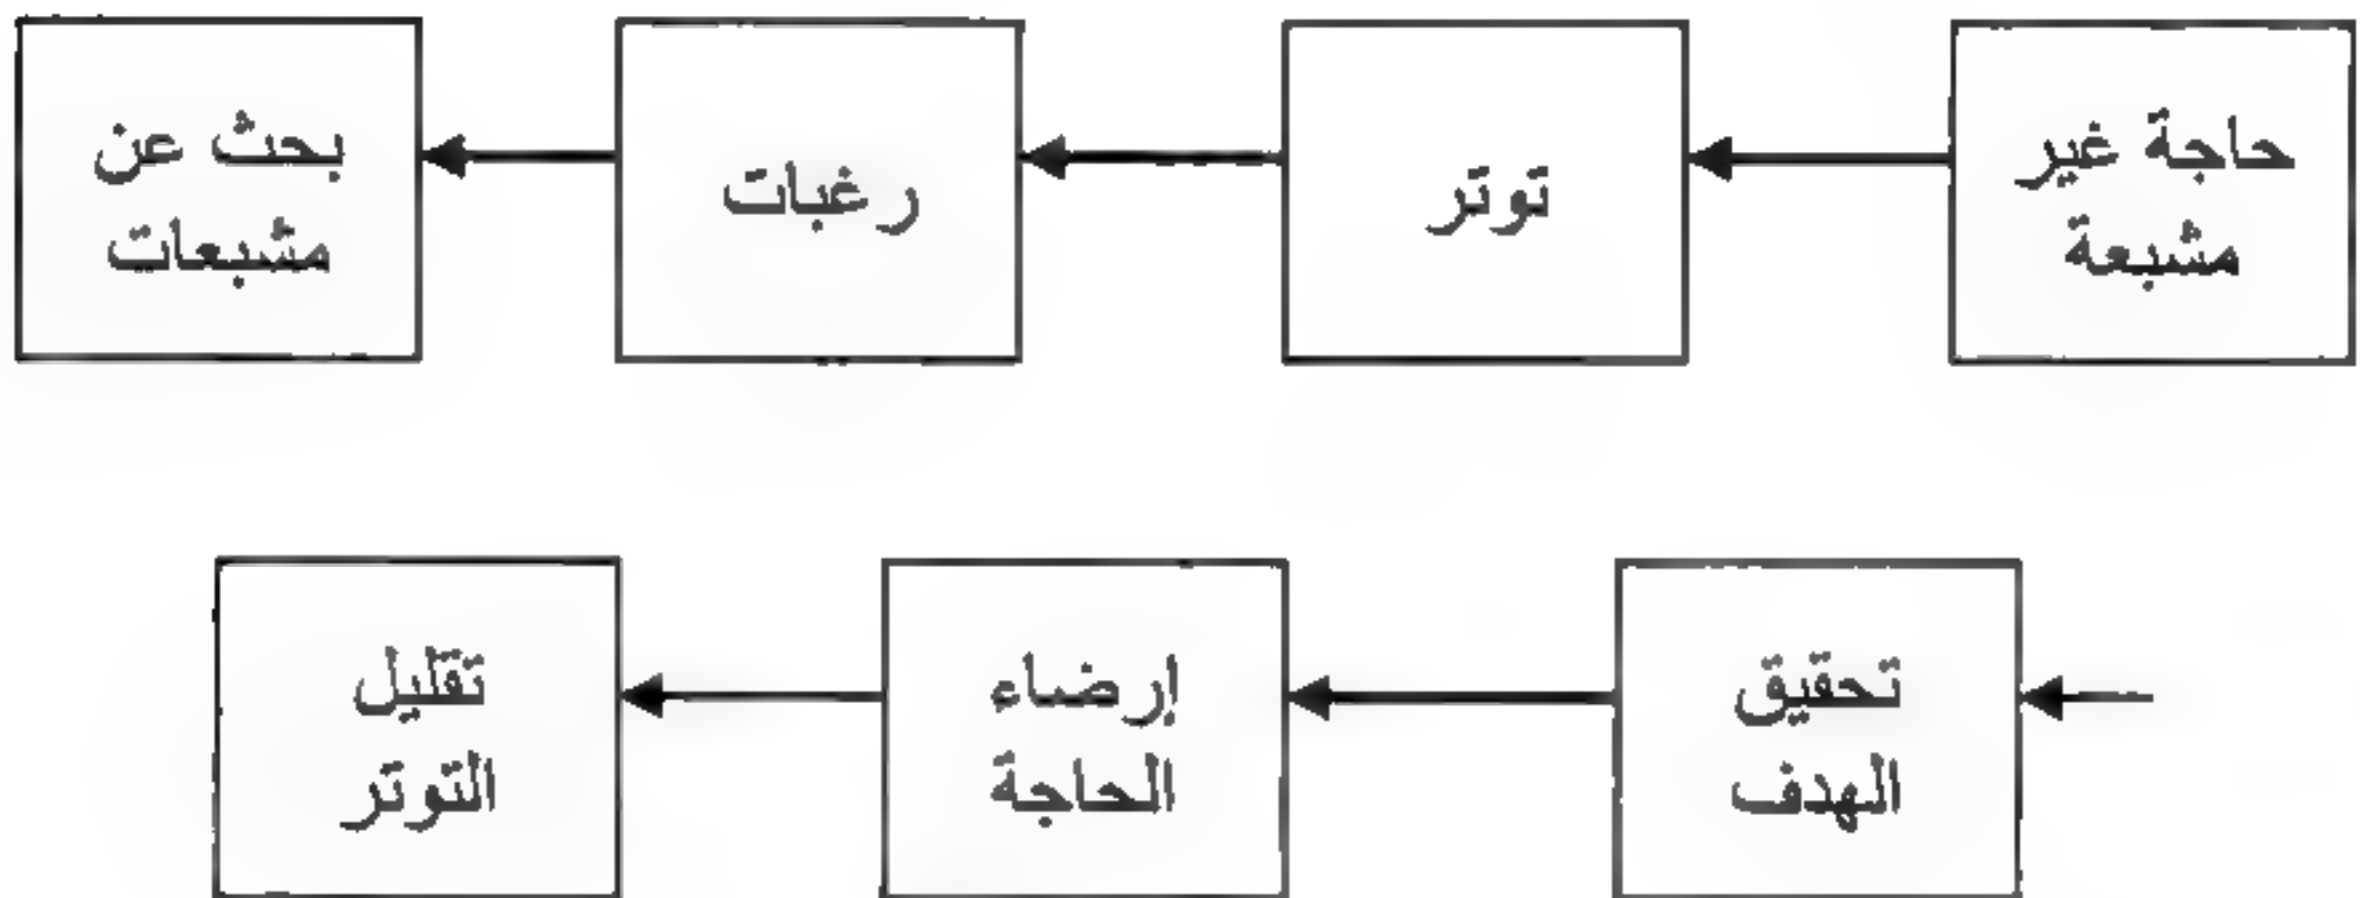 حاجة غير
مشبعة
توتر
رغبات
بحث عن
مشبعات
تحقيق
الهدف
إرضاء
الحاجة
تقليل
التوتر